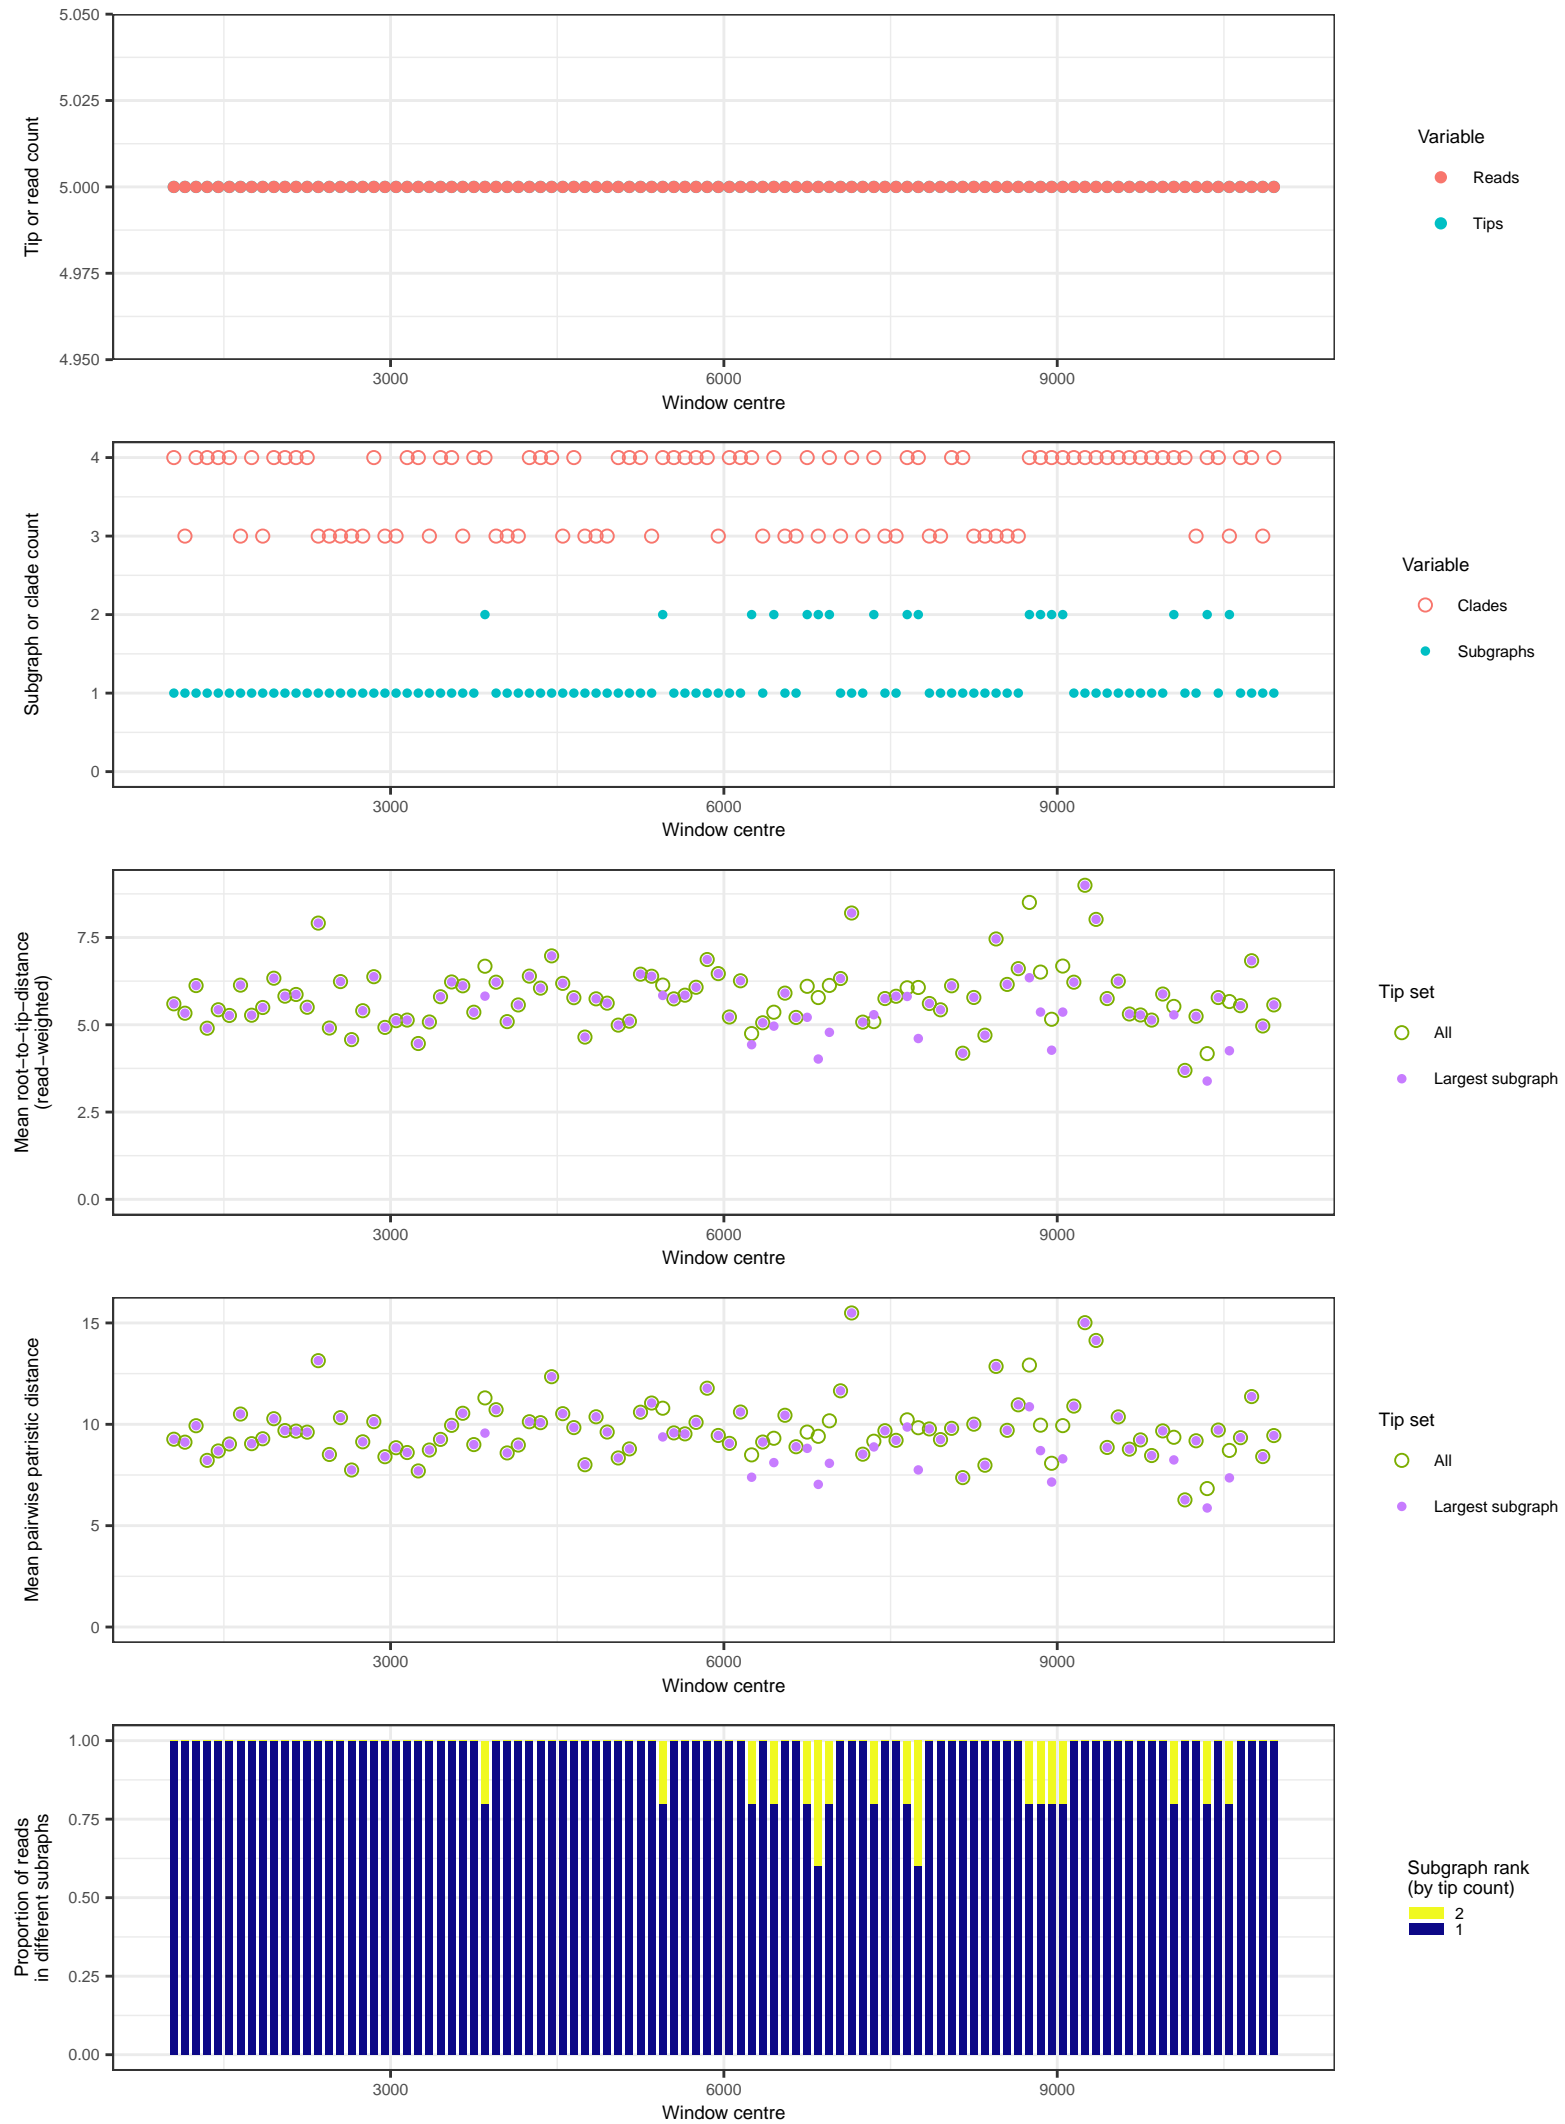 5.050
5.025
5.000
4.975
4.950
Tip or read count
3000 6000 9000
Window centre
Variable
Reads
Tips
4
3
2
1
0
Subgraph or clade count
3000 6000 9000
Window centre
Variable
Clades
Subgraphs
7.5
5.0
2.5
0.0
Mean root−to−tip−distance
(read−weighted)
3000 6000 9000
Window centre
Tip set
All
Largest subgraph
15
10
5
0
Mean pairwise patristic distance
3000 6000 9000
Window centre
Tip set
All
Largest subgraph
1.00
0.75
0.50
0.25
0.00
Proportion of reads
in different subraphs
3000 6000 9000
Window centre
Subgraph rank
(by tip count)
2
1